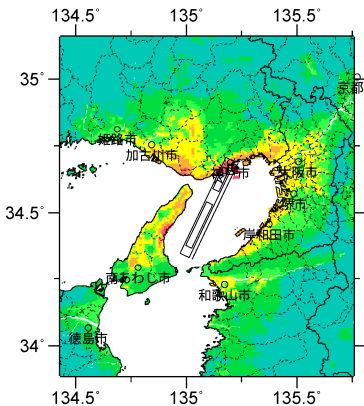 134.5° 135° 135.5°
35°
京都
姫路市
加古川市
神戸市
大阪市
堺市
34.5°
岸和田市
南あわじ市
和歌山市
徳島市
34°
134.5° 135° 135.5°